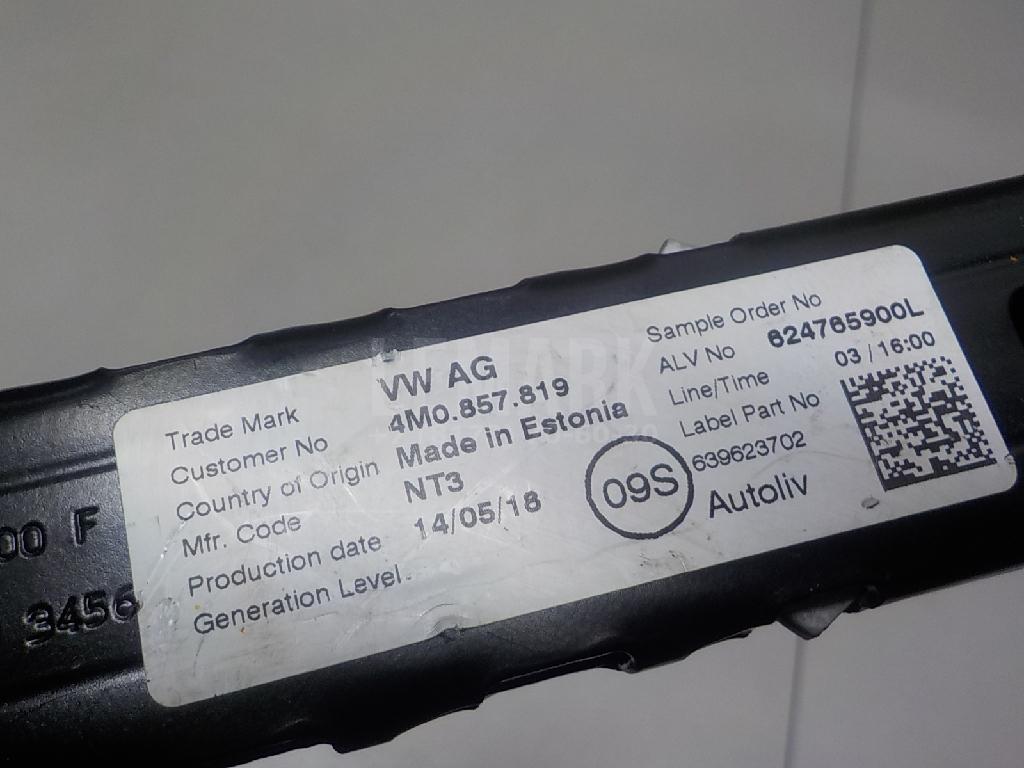 Trade Mark VW AG
Customer No 4M0.857.819
Country of Origin Made in Estonia
Mfr. Code NT3
Production date 14/05/18
Generation Level
Sample Order No
ALV No 624765900L
Line/Time 03/16:00
Label Part No
639623702
09S
Autoliv
00 F
3456